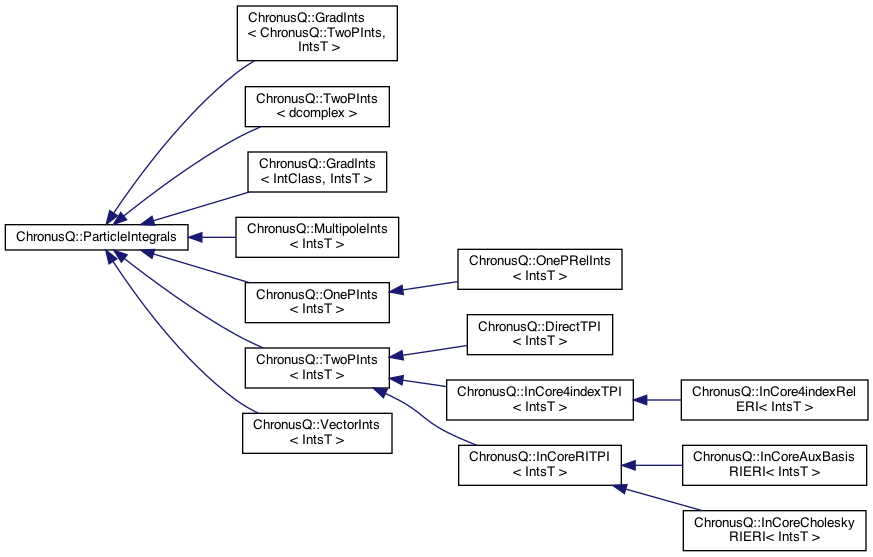 ChronusQ::GradInts
< ChronusQ::TwoPInts,
IntsT >
ChronusQ::TwoPInts
< dcomplex >
ChronusQ::GradInts
< IntClass, IntsT >
ChronusQ::ParticleIntegrals
ChronusQ::MultipoleInts
< IntsT >
ChronusQ::OnePInts
< IntsT >
ChronusQ::OnePRelInts
< IntsT >
ChronusQ::TwoPInts
< IntsT >
ChronusQ::DirectTPI
< IntsT >
ChronusQ::InCore4indexTPI
< IntsT >
ChronusQ::InCore4indexRel
ERI< IntsT >
ChronusQ::VectorInts
< IntsT >
ChronusQ::InCoreRITPI
< IntsT >
ChronusQ::InCoreAuxBasis
RIERI< IntsT >
ChronusQ::InCoreCholesky
RIERI< IntsT >